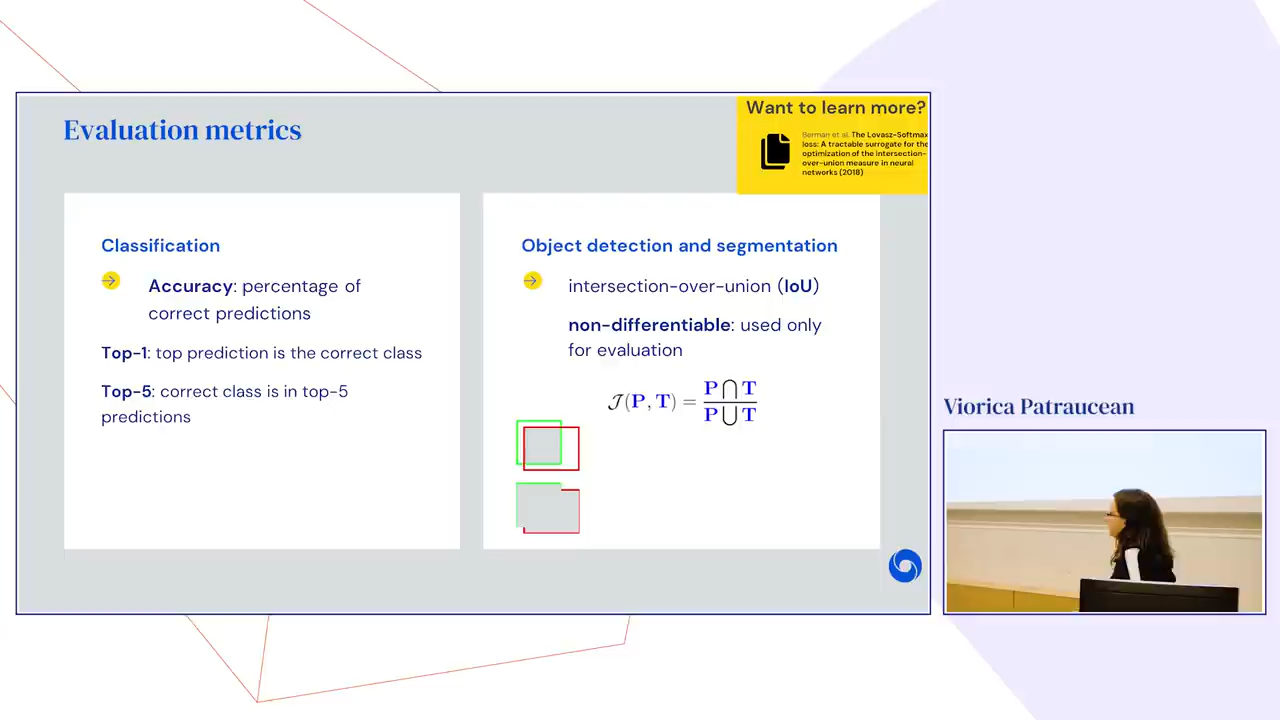 Evaluation metrics
Want to learn more?
Berman et al. The Lovasz-Softmax
loss: A tractable surrogate for the
optimization of the intersection-
over-union measure in neural
networks (2018)
Classification
Accuracy: percentage of
correct predictions
Top-1: top prediction is the correct class
Top-5: correct class is in top-5
predictions
Object detection and segmentation
intersection-over-union (IoU)
non-differentiable: used only
for evaluation
𝒥(P, T) = P⋂T / P⋃T
Viorica Patraucean